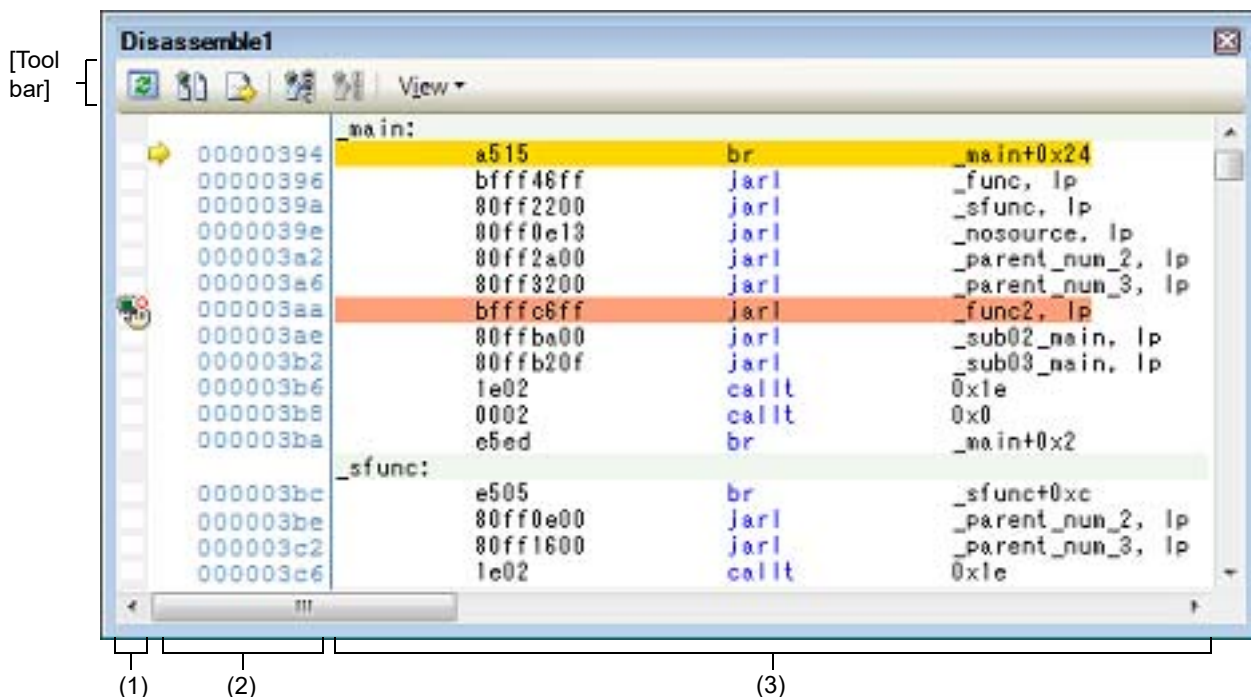 Disassemble1
[Tool
bar]
View
_main:
00000394 a515 br _main+0x24
00000396 bfff46ff jarl _func, lp
0000039a 80ff2200 jarl _sfunc, lp
0000039e 80ff0e13 jarl _nosource, lp
000003a2 80ff2a00 jarl _parent_num_2, lp
000003a6 80ff3200 jarl _parent_num_3, lp
000003aa bfffc6ff jarl _func2, lp
000003ae 80ffba00 jarl _sub02_main, lp
000003b2 80ffb20f jarl _sub03_main, lp
000003b6 1e02 callt 0x1e
000003b8 0002 callt 0x0
000003ba e5ed br _main+0x2
_sfunc:
000003bc e505 br _sfunc+0xc
000003be 80ff0e00 jarl _parent_num_2, lp
000003c2 80ff1600 jarl _parent_num_3, lp
000003c6 1e02 callt 0x1e
(1) (2) (3)